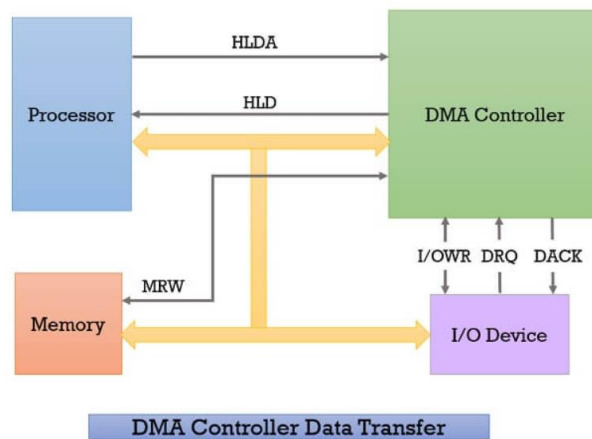 HLDA
HLD
Processor
DMA Controller
I/OWR DRQ DACK
MRW
Memory
I/O Device
DMA Controller Data Transfer